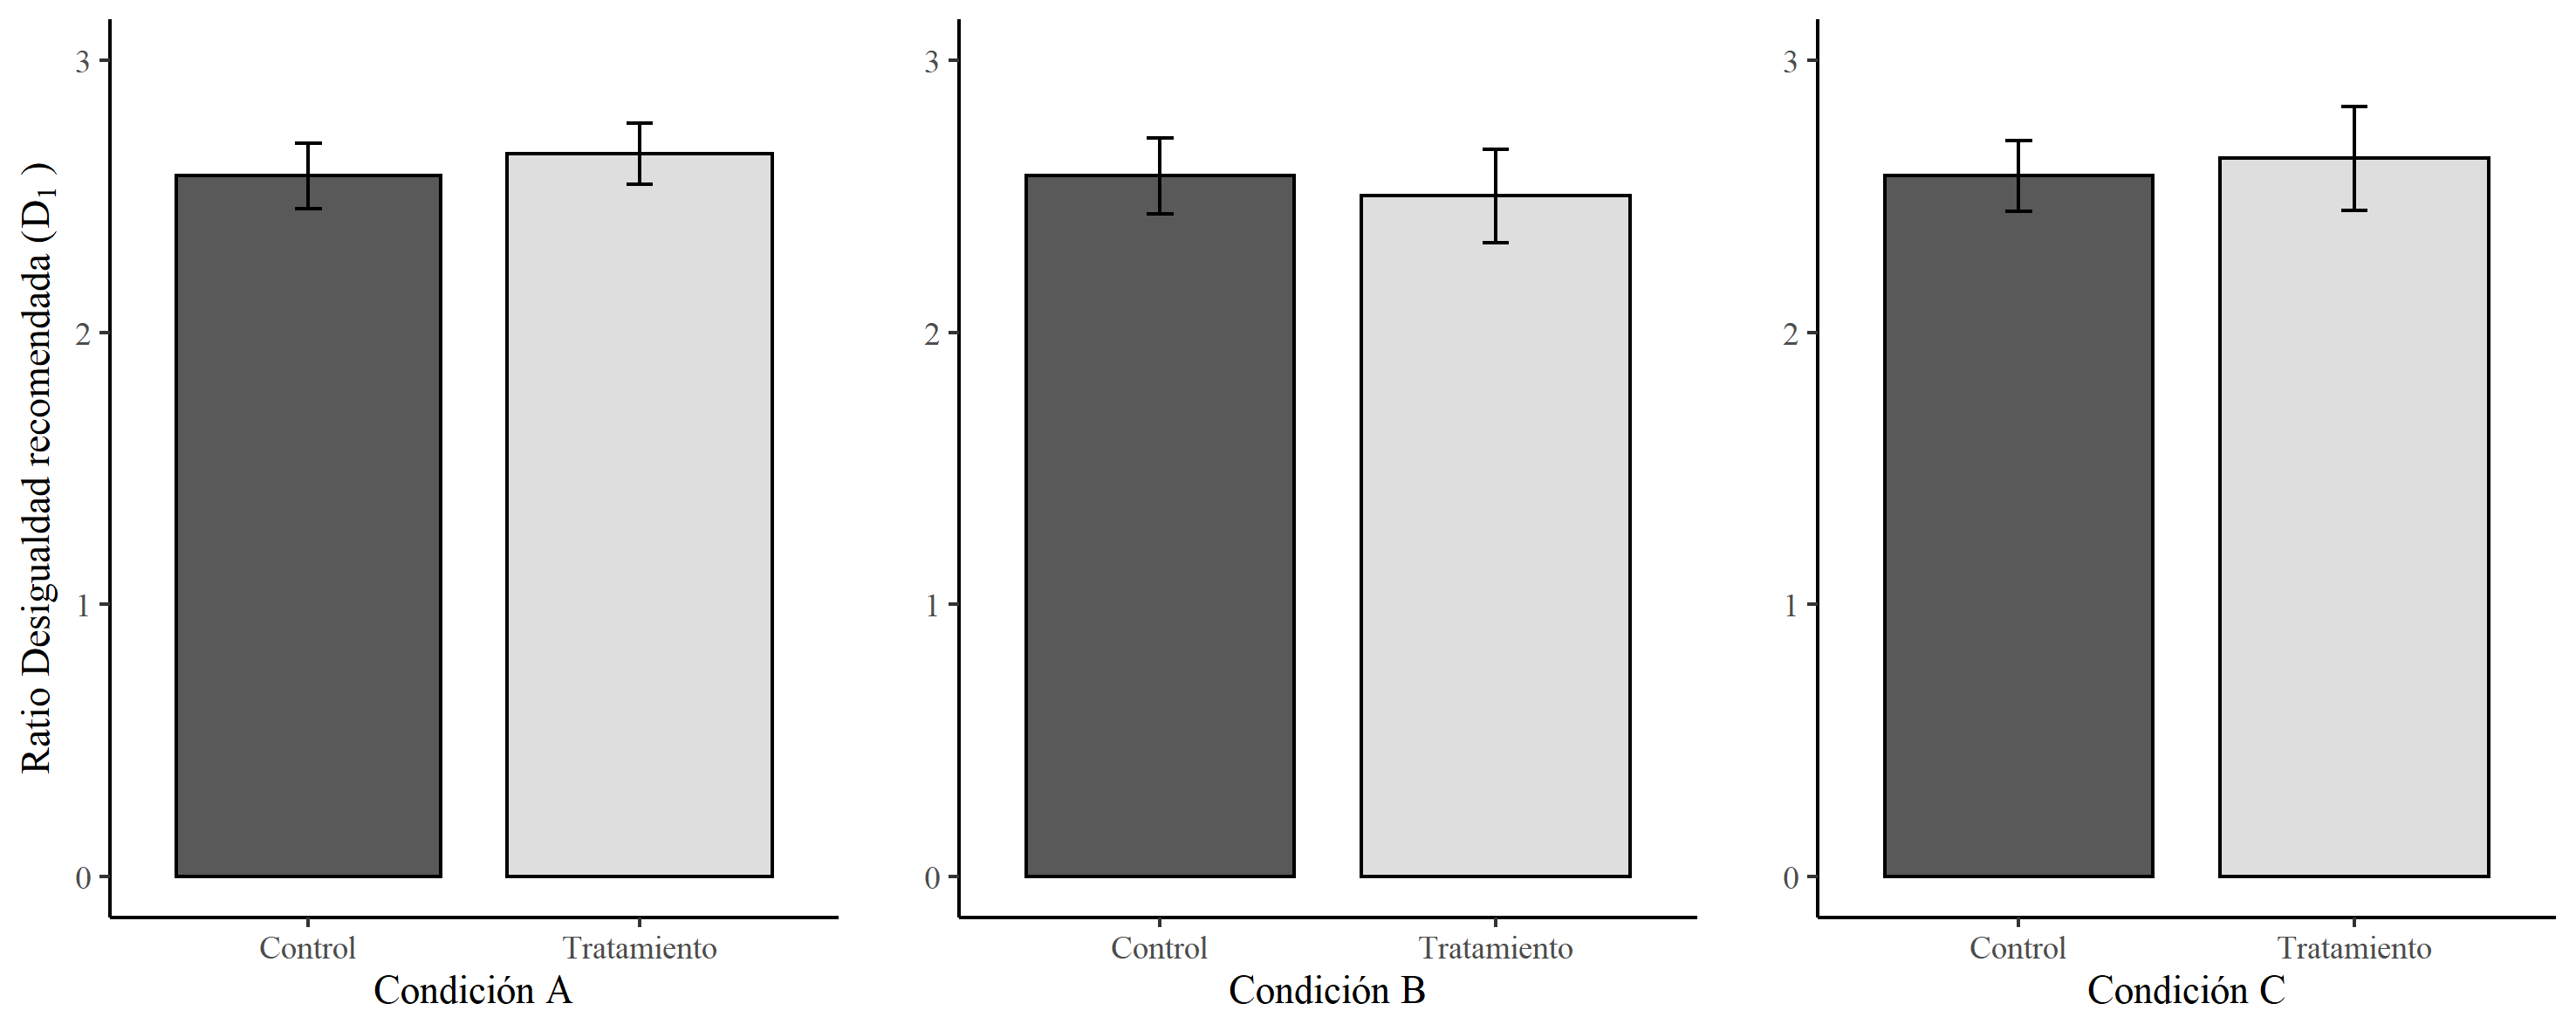 Ratio Desigualdad recomendada (D1 )
3
2
1
0
Control Tratamiento
Condición A
3
2
1
0
Control Tratamiento
Condición B
3
2
1
0
Control Tratamiento
Condición C